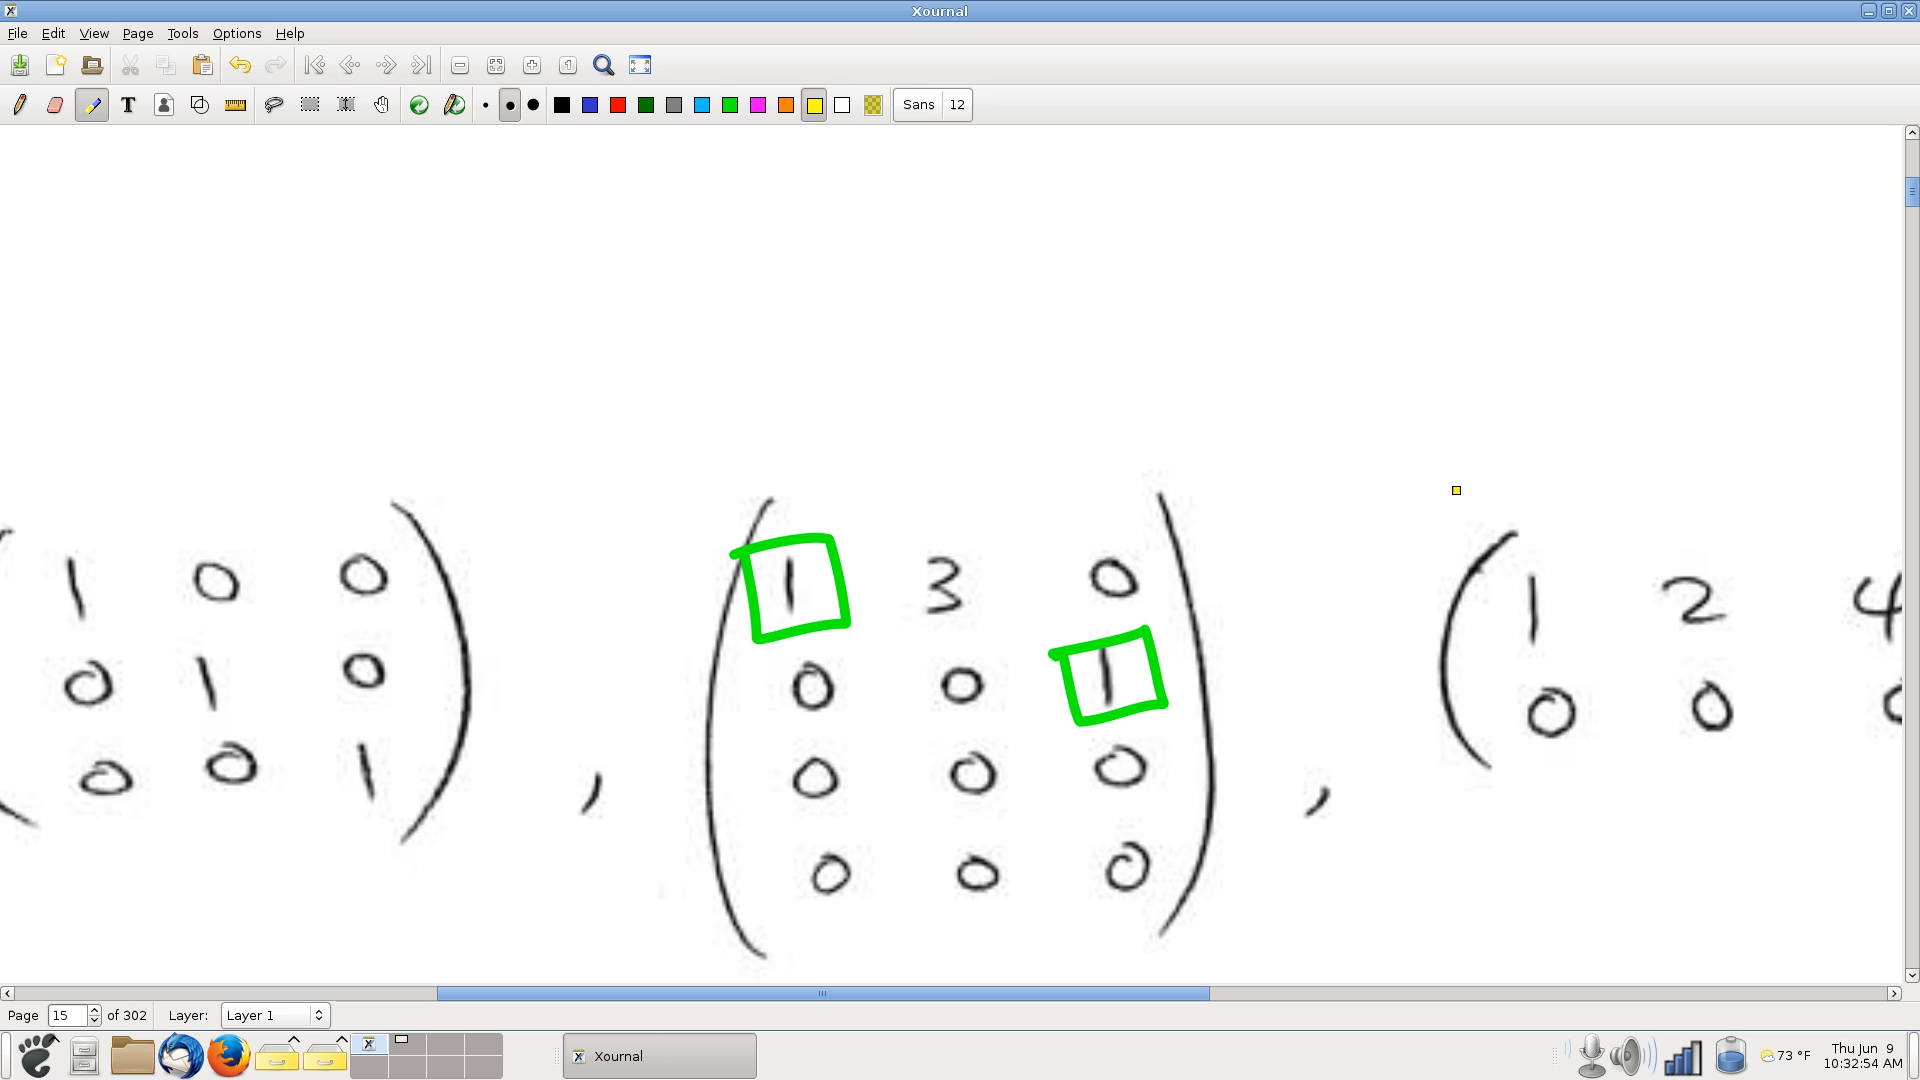 Xournal
File Edit View Page Tools Options Help
T Sans 12
1 0 0
0 1 0
0 0 1
,
1 3 0
0 0 1
0 0 0
0 0 0
,
1 2 4
0 0 0
Page 15 of 302 Layer: Layer 1
Xournal
73 °F
Thu Jun 9
10:32:54 AM